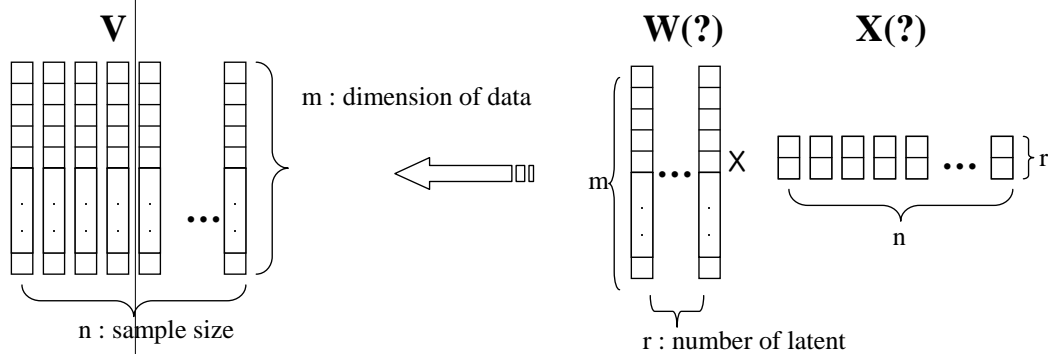 V
W(?)
X(?)
m : dimension of data
m
...
X
...
r
...
n
n : sample size
r : number of latent